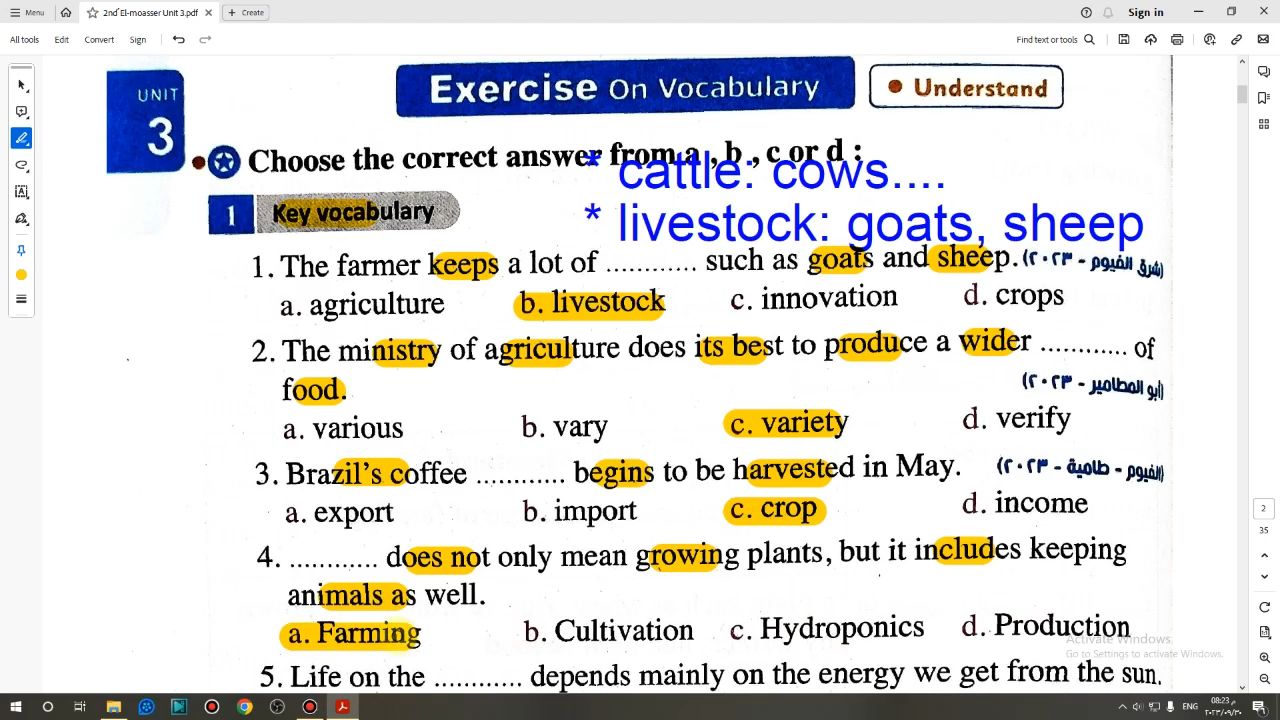 Menu
2nd El-moasser Unit 3.pdf
Create
Sign in
All tools Edit Convert Sign
Find text or tools
UNIT
3
Exercise On Vocabulary
Understand
Choose the correct answer from a , b , c or d :
* cattle: cows....
1 Key vocabulary
* livestock: goats, sheep
1. The farmer keeps a lot of ............ such as goats and sheep. (شرق الفيوم - ٢٠٢٣)
a. agriculture b. livestock c. innovation d. crops
2. The ministry of agriculture does its best to produce a wider ............ of
food. (أبو المطامير - ٢٠٢٣)
a. various b. vary c. variety d. verify
3. Brazil's coffee ............ begins to be harvested in May. (الفيوم - طامية - ٢٠٢٣)
a. export b. import c. crop d. income
4. ............ does not only mean growing plants, but it includes keeping
animals as well.
a. Farming b. Cultivation c. Hydroponics d. Production
Activate Windows
Go to Settings to activate Windows.
5. Life on the ............ depends mainly on the energy we get from the sun.
2
35
ENG
08:23 م